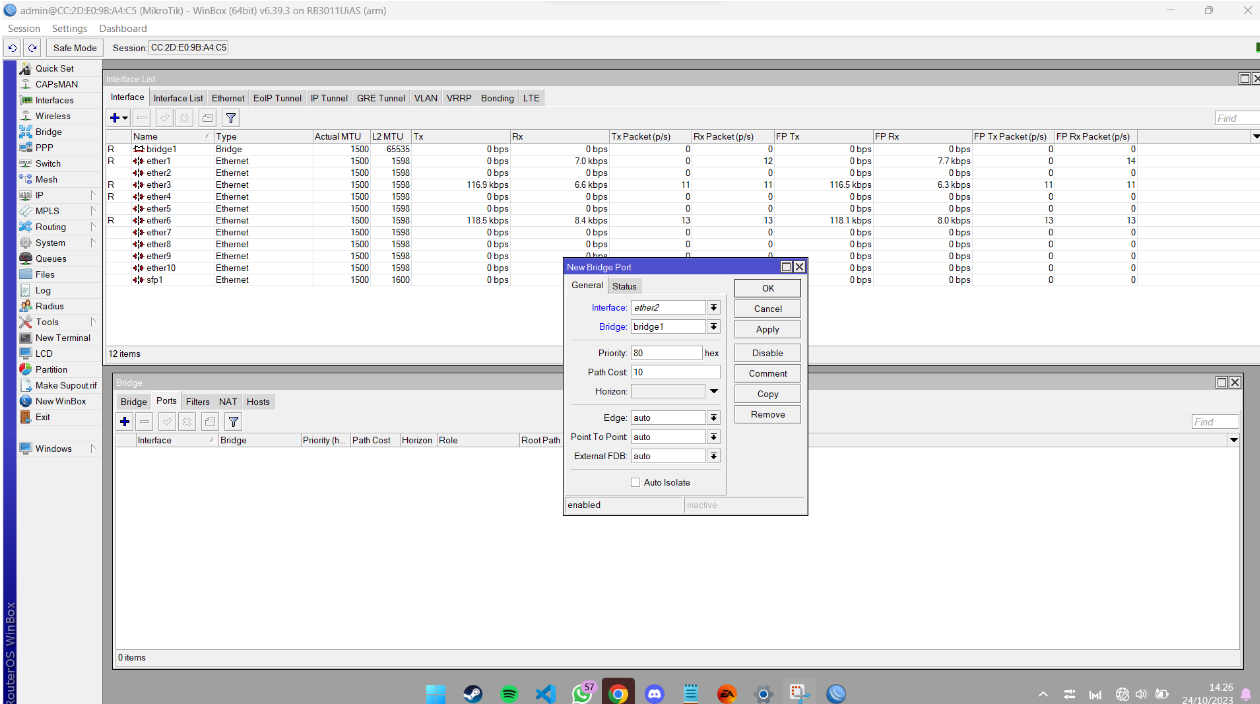 admin@CC:2D:E0:9B:A4:C5 (MikroTik) - WinBox (64bit) v6.39.3 on RB3011UiAS (arm)
Session Settings Dashboard
Safe Mode Session: CC:2D:E0:9B:A4:C5
Quick Set
CAPsMAN
Interfaces
Wireless
Bridge
PPP
Switch
Mesh
IP
MPLS
Routing
System
Queues
Files
Log
Radius
Tools
New Terminal
LCD
Partition
Make Supout.rif
New WinBox
Exit
Windows
RouterOS WinBox
Interface List
Interface Interface List Ethernet EoIP Tunnel IP Tunnel GRE Tunnel VLAN VRRP Bonding LTE
Find
Name Type Actual MTU L2 MTU Tx Rx Tx Packet (p/s) Rx Packet (p/s) FP Tx FP Rx FP Tx Packet (p/s) FP Rx Packet (p/s)
R bridge1 Bridge 1500 65535 0 bps 0 bps 0 0 0 bps 0 bps 0 0
R ether1 Ethernet 1500 1598 0 bps 7.0 kbps 0 12 0 bps 7.7 kbps 0 14
ether2 Ethernet 1500 1598 0 bps 0 bps 0 0 0 bps 0 bps 0 0
R ether3 Ethernet 1500 1598 116.9 kbps 6.6 kbps 11 11 116.5 kbps 6.3 kbps 11 11
R ether4 Ethernet 1500 1598 0 bps 0 bps 0 0 0 bps 0 bps 0 0
ether5 Ethernet 1500 1598 0 bps 0 bps 0 0 0 bps 0 bps 0 0
R ether6 Ethernet 1500 1598 118.5 kbps 8.4 kbps 13 13 118.1 kbps 8.0 kbps 13 13
ether7 Ethernet 1500 1598 0 bps 0 bps 0 0 0 bps 0 bps 0 0
ether8 Ethernet 1500 1598 0 bps 0 bps 0 0 0 bps 0 bps 0 0
ether9 Ethernet 1500 1598 0 bps 0 bps 0 0 0 bps 0 bps 0 0
ether10 Ethernet 1500 1598 0 bps 0 bps 0 0
sfp1 Ethernet 1500 1600 0 bps 0 bps 0 0
12 items
New Bridge Port
General Status
Interface: ether2
Bridge: bridge1
Priority: 80 hex
Path Cost: 10
Horizon:
Edge: auto
Point To Point: auto
External FDB: auto
Auto Isolate
enabled inactive
OK
Cancel
Apply
Disable
Comment
Copy
Remove
Bridge
Bridge Ports Filters NAT Hosts
Find
Interface Bridge Priority (h... Path Cost Horizon Role Root Path
0 items
57
14.26
24/10/2023